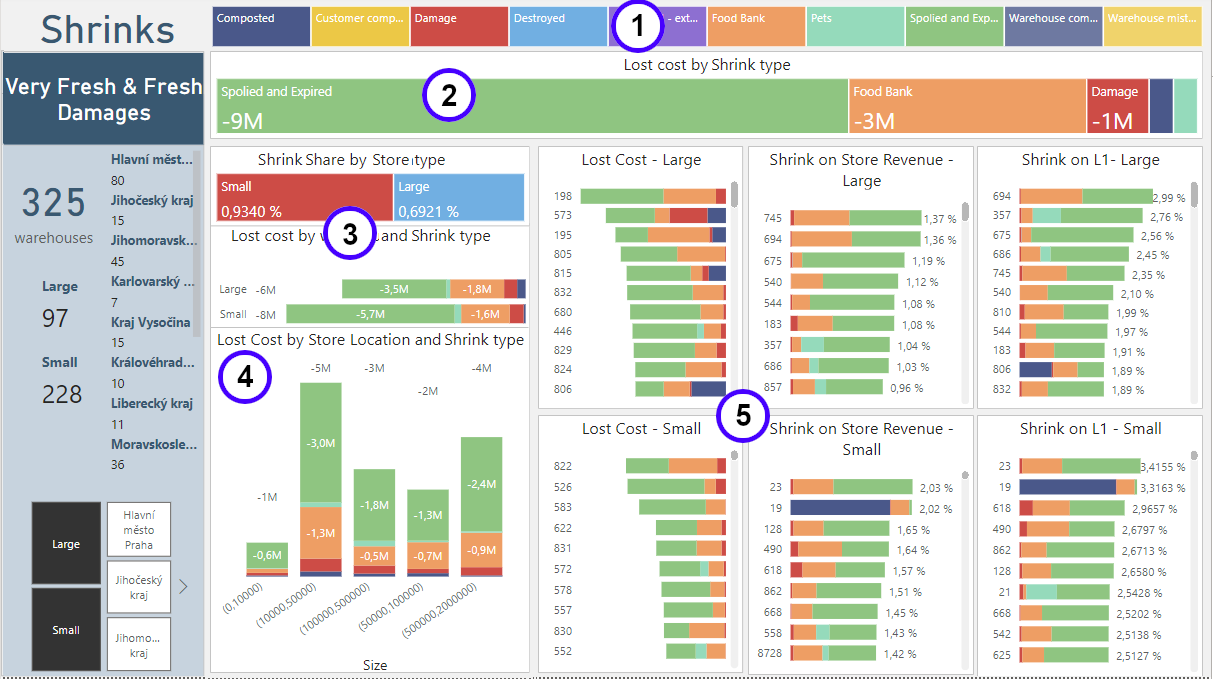 Shrinks
Composted
Customer comp...
Damage
Destroyed
- ext...
Food Bank
Pets
Spolied and Exp...
Warehouse com...
Warehouse mist...
1
Very Fresh & Fresh
Damages
Lost cost by Shrink type
Spolied and Expired
-9M
Food Bank
-3M
Damage
-1M
2
325
warehouses
Large
97
Small
228
Hlavní měst...
80
Jihočeský kraj
15
Jihomoravsk...
45
Karlovarský ...
7
Kraj Vysočina
15
Královéhrad...
10
Liberecký kraj
11
Moravskosle...
36
Large
Small
Hlavní
město
Praha
Jihočeský
kraj
Jihomo...
kraj
Shrink Share by Store type
Small
0,9340 %
Large
0,6921 %
3
Lost cost by
and Shrink type
Large -6M
-3,5M
-1,8M
Small -8M
-5,7M
-1,6M
Lost Cost by Store Location and Shrink type
4
-1M
-5M
-3M
-2M
-4M
-0,6M
-3,0M
-1,3M
-1,8M
-0,5M
-1,3M
-0,7M
-2,4M
-0,9M
(0,10000)
(10000,50000)
(100000,500000)
(50000,100000)
(500000,2000000)
Size
Lost Cost - Large
198
573
195
805
815
832
680
446
829
824
806
Shrink on Store Revenue -
Large
745 1,37 %
694 1,36 %
675 1,19 %
540 1,12 %
544 1,08 %
183 1,08 %
357 1,04 %
686 1,03 %
857 0,96 %
Shrink on L1- Large
694 2,99 %
357 2,76 %
675 2,56 %
686 2,45 %
745 2,35 %
540 2,10 %
810 1,99 %
544 1,97 %
183 1,91 %
806 1,89 %
832 1,89 %
5
Lost Cost - Small
822
526
583
622
831
572
578
557
830
552
Shrink on Store Revenue -
Small
23 2,03 %
19 2,02 %
128 1,65 %
490 1,64 %
618 1,57 %
862 1,51 %
668 1,45 %
558 1,43 %
8728 1,42 %
Shrink on L1 - Small
23 3,4155 %
19 3,3163 %
618 2,9657 %
490 2,6797 %
862 2,6713 %
128 2,6580 %
21 2,5428 %
668 2,5202 %
542 2,5138 %
625 2,5127 %